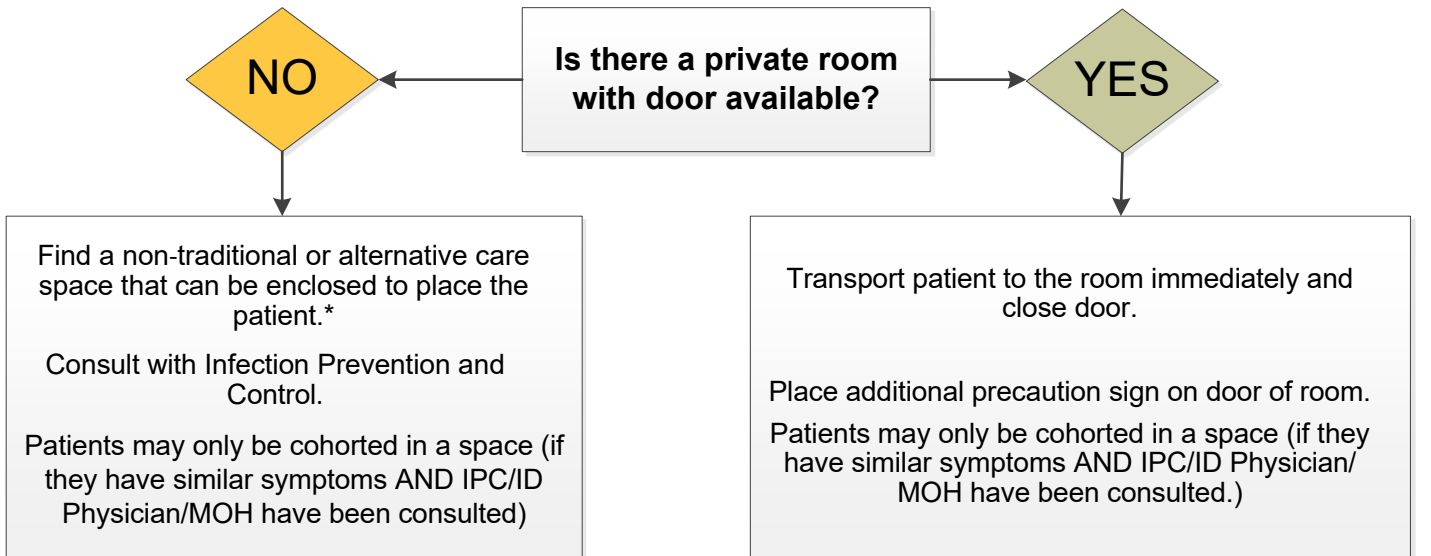 NO
Is there a private room
with door available?
YES
Find a non-traditional or alternative care
space that can be enclosed to place the
patient.*
Consult with Infection Prevention and
Control.
Patients may only be cohorted in a space (if
they have similar symptoms AND IPC/ID
Physician/MOH have been consulted)
Transport patient to the room immediately and
close door.
Place additional precaution sign on door of room.
Patients may only be cohorted in a space (if they
have similar symptoms AND IPC/ID Physician/
MOH have been consulted.)